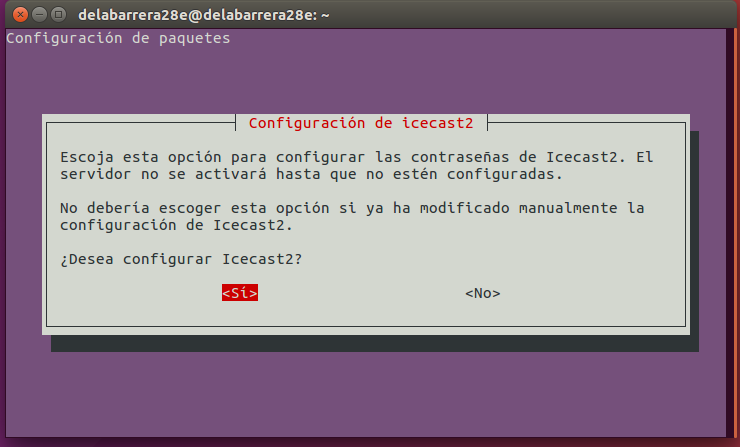 delabarrera28e@delabarrera28e: ~
Configuración de paquetes
Configuración de icecast2
Escoja esta opción para configurar las contraseñas de Icecast2. El
servidor no se activará hasta que no estén configuradas.
No debería escoger esta opción si ya ha modificado manualmente la
configuración de Icecast2.
¿Desea configurar Icecast2?
<Sí> <No>